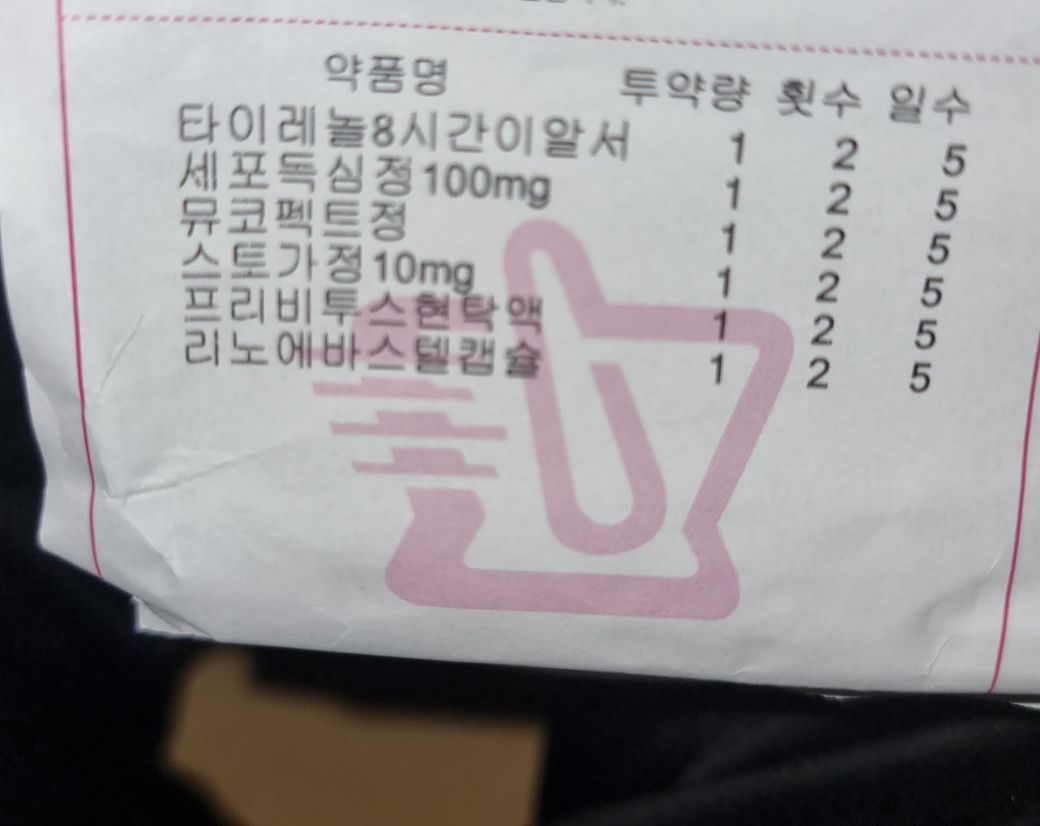 약품명 투약량 횟수 일수
타이레놀8시간이알서 1 2 5
세포독심정100mg 1 2 5
뮤코펙트정 1 2 5
스토가정10mg 1 2 5
프리비투스현탁액 1 2 5
리노에바스텔캡슐 1 2 5